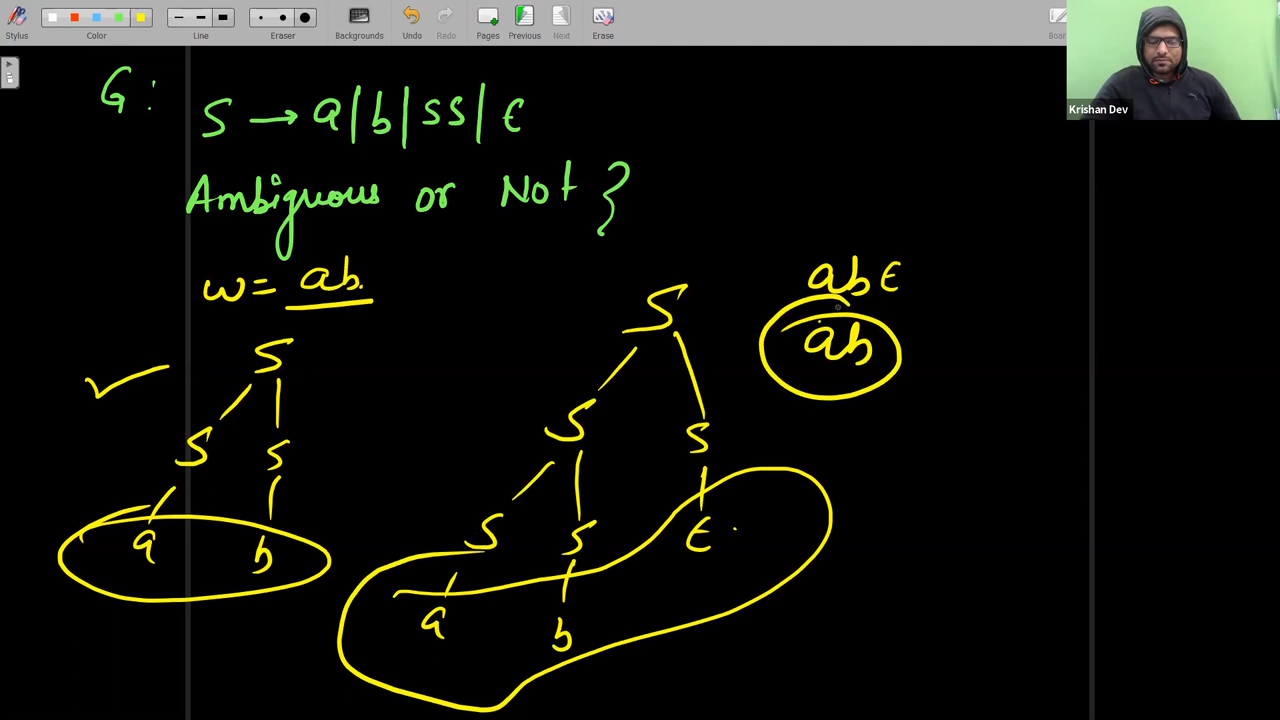 Stylus
Color
Line
Eraser
Backgrounds
Undo
Redo
Pages
Previous
Next
Erase
Boar
Krishan Dev
G: S → a|b|SS|ϵ
Ambiguous or Not ?
w = ab.
S
S S
a b
S
S S
S S ϵ
a b
abϵ
ab